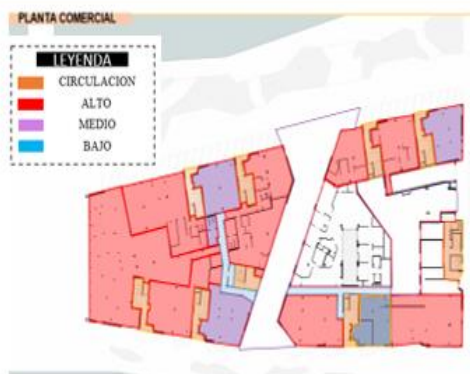 PLANTA COMERCIAL
LEYENDA
CIRCULACION
ALTO
MEDIO
BAJO